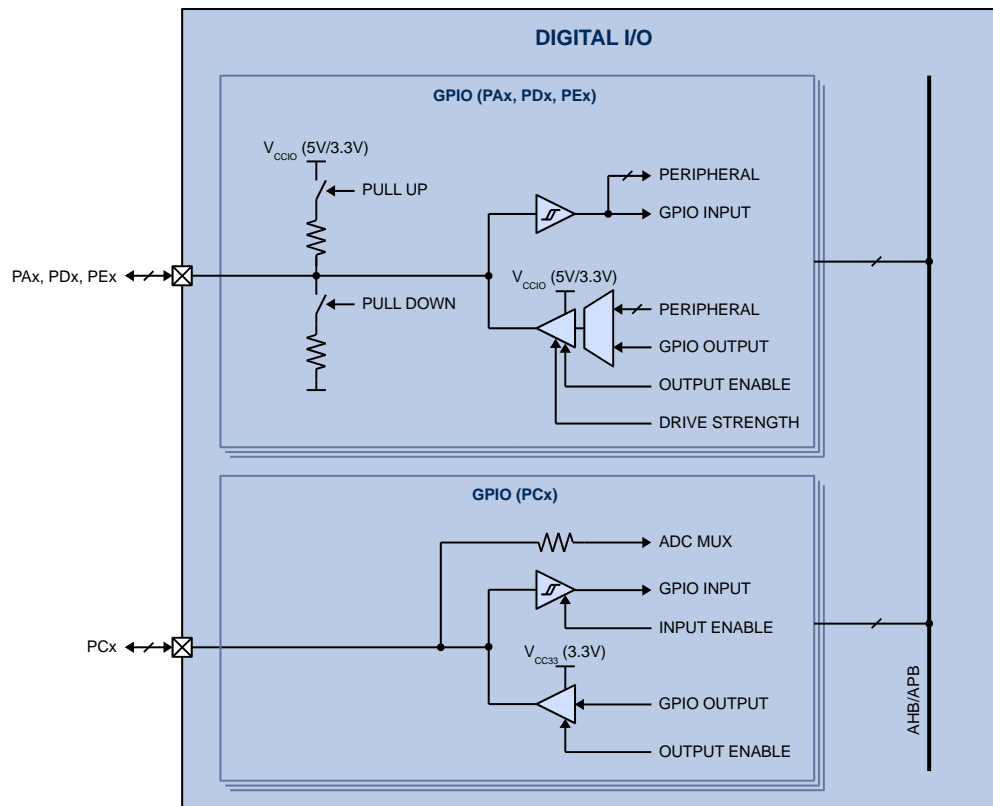 DIGITAL I/O
GPIO (PAx, PDx, PEx)
VCCIO (5V/3.3V)
PULL UP
PERIPHERAL
GPIO INPUT
PAx, PDx, PEx
VCCIO (5V/3.3V)
PULL DOWN
PERIPHERAL
GPIO OUTPUT
OUTPUT ENABLE
DRIVE STRENGTH
GPIO (PCx)
ADC MUX
GPIO INPUT
INPUT ENABLE
PCx
VCC33 (3.3V)
GPIO OUTPUT
OUTPUT ENABLE
AHB/APB